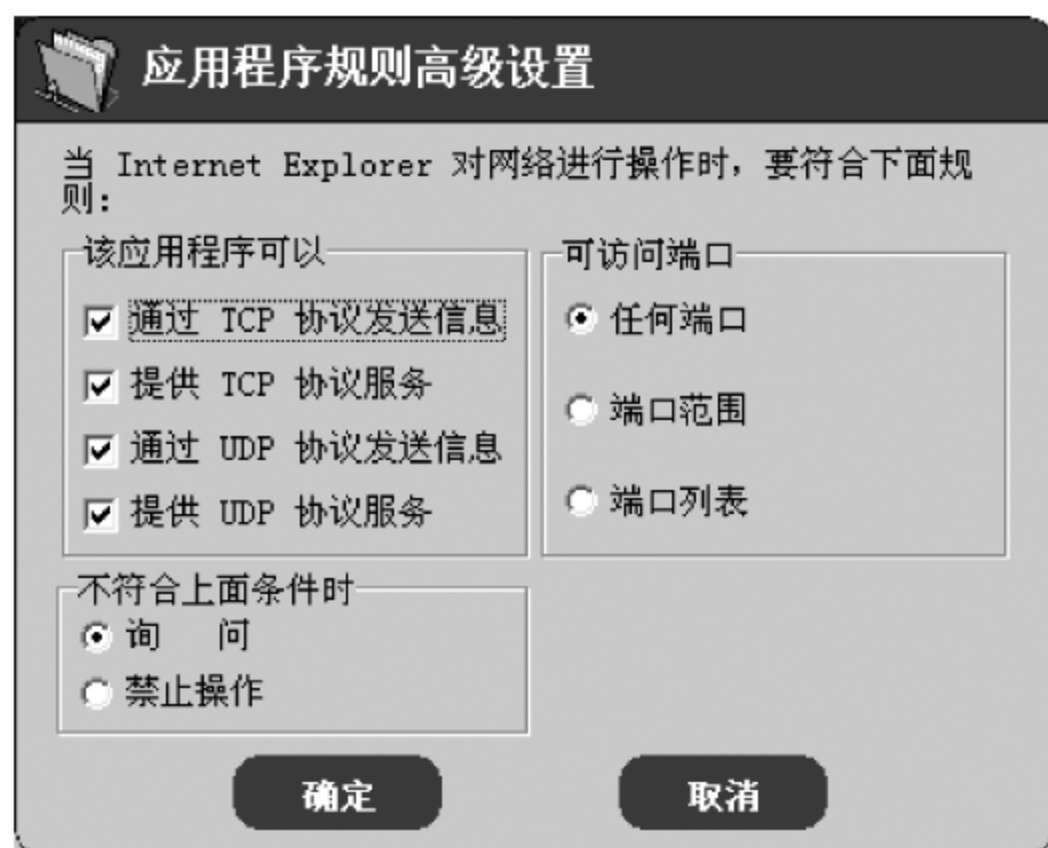 应用程序规则高级设置
当 Internet Explorer 对网络进行操作时，要符合下面规
则：
该应用程序可以
通过 TCP 协议发送信息
提供 TCP 协议服务
通过 UDP 协议发送信息
提供 UDP 协议服务
可访问端口
任何端口
端口范围
端口列表
不符合上面条件时
询 问
禁止操作
确定
取消